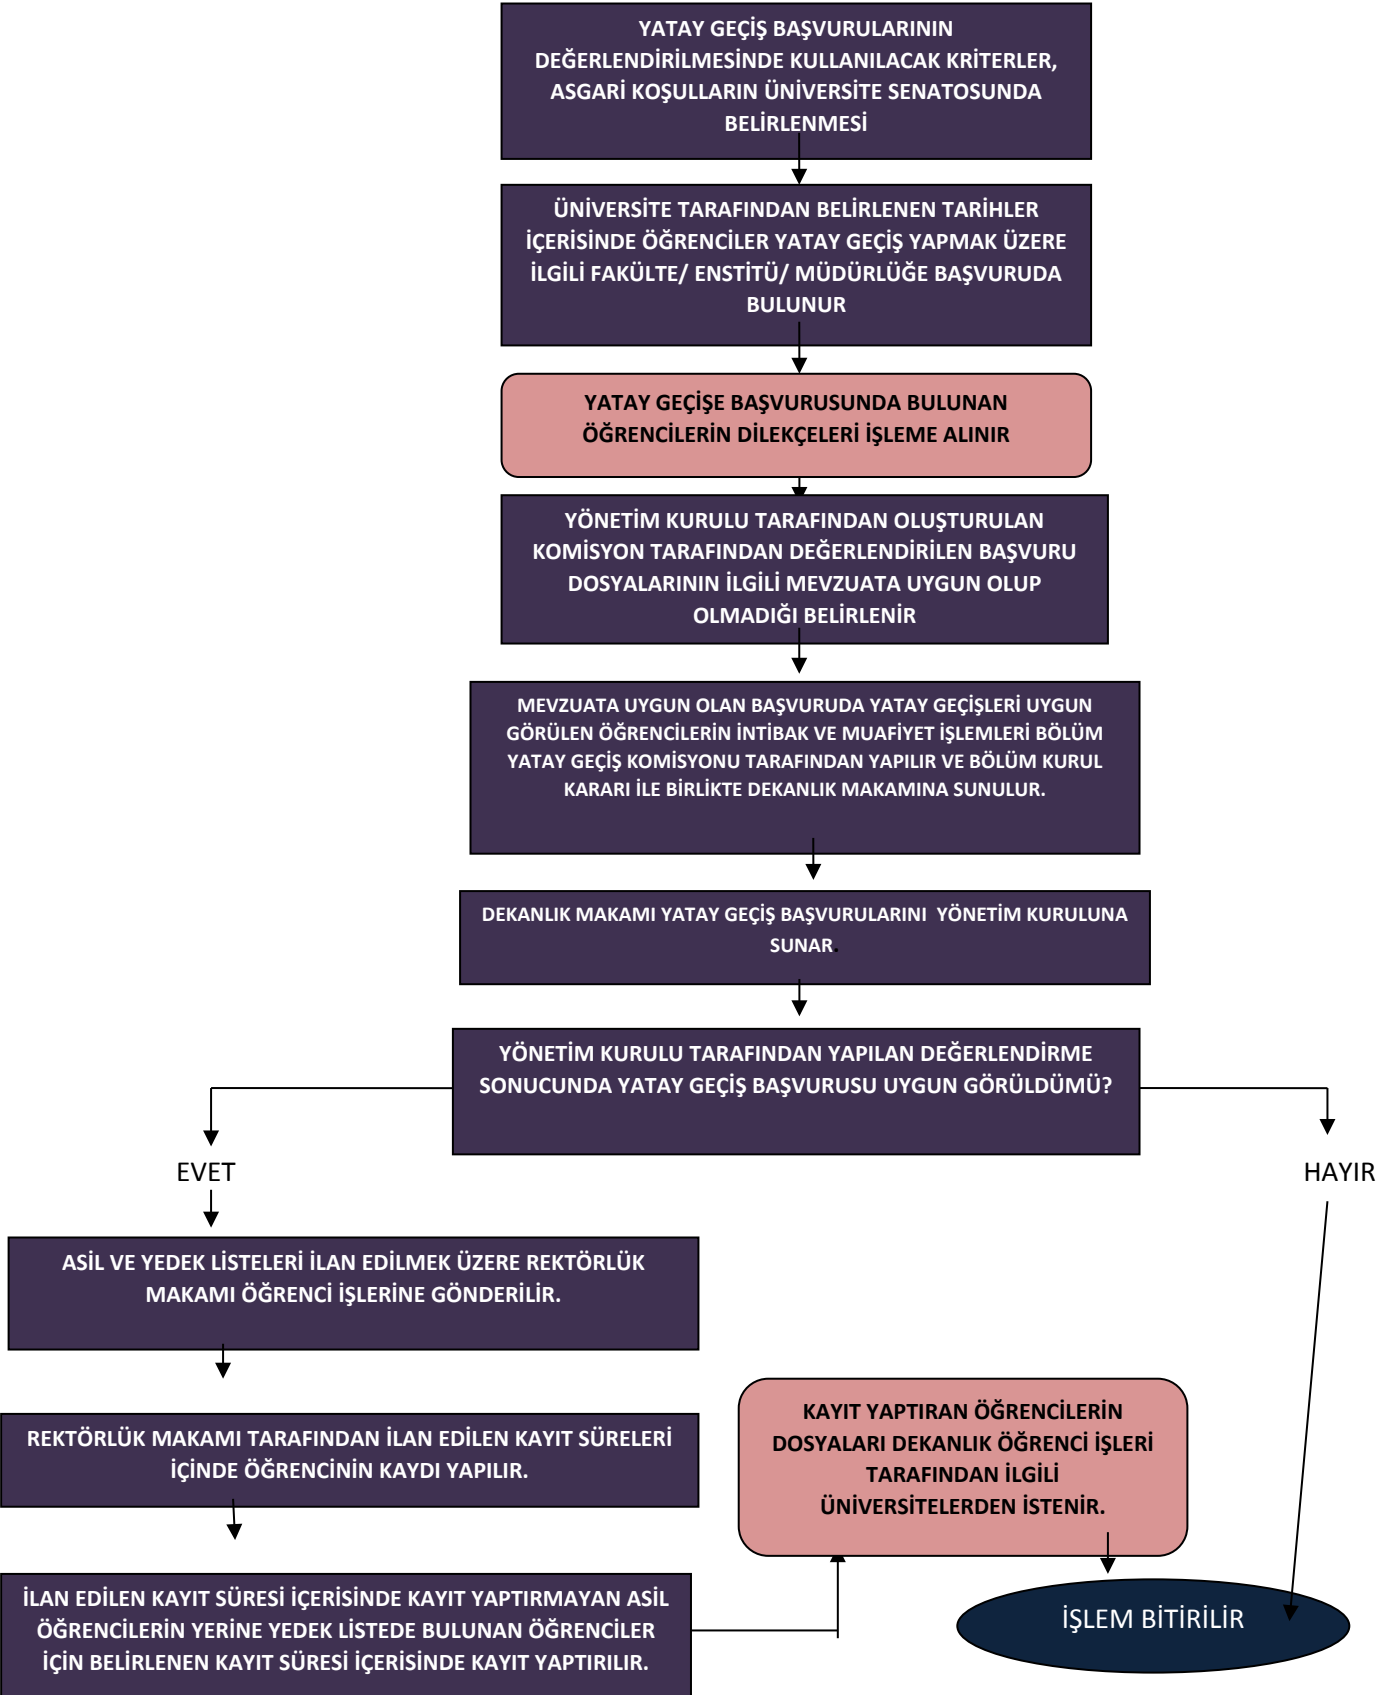 YATAY GEÇİŞ BAŞVURULARININ
DEĞERLENDİRİLMESİNDE KULLANILACAK KRİTERLER,
ASGARİ KOŞULLARIN ÜNİVERSİTE SENATOSUNDA
BELİRLENMESİ
ÜNİVERSİTE TARAFINDAN BELİRLENEN TARİHLER
İÇERİSİNDE ÖĞRENCİLER YATAY GEÇİŞ YAPMAK ÜZERE
İLGİLİ FAKÜLTE/ ENSTİTÜ/ MÜDÜRLÜĞE BAŞVURUDA
BULUNUR
YATAY GEÇİŞE BAŞVURUSUNDA BULUNAN
ÖĞRENCİLERİN DİLEKÇELERİ İŞLEME ALINIR
YÖNETİM KURULU TARAFINDAN OLUŞTURULAN
KOMİSYON TARAFINDAN DEĞERLENDİRİLEN BAŞVURU
DOSYALARININ İLGİLİ MEVZUATA UYGUN OLUP
OLMADIĞI BELİRLENİR
MEVZUATA UYGUN OLAN BAŞVURUDA YATAY GEÇİŞLERİ UYGUN
GÖRÜLEN ÖĞRENCİLERİN İNTİBAK VE MUAFİYET İŞLEMLERİ BÖLÜM
YATAY GEÇİŞ KOMİSYONU TARAFINDAN YAPILIR VE BÖLÜM KURUL
KARARI İLE BİRLİKTE DEKANLIK MAKAMINA SUNULUR.
DEKANLIK MAKAMI YATAY GEÇİŞ BAŞVURULARINI YÖNETİM KURULUNA
SUNAR.
YÖNETİM KURULU TARAFINDAN YAPILAN DEĞERLENDİRME
SONUCUNDA YATAY GEÇİŞ BAŞVURUSU UYGUN GÖRÜLDÜMÜ?
EVET
HAYIR
ASİL VE YEDEK LİSTELERİ İLAN EDİLMEK ÜZERE REKTÖRLÜK
MAKAMI ÖĞRENCİ İŞLERİNE GÖNDERİLİR.
REKTÖRLÜK MAKAMI TARAFINDAN İLAN EDİLEN KAYIT SÜRELERİ
İÇİNDE ÖĞRENCİNİN KAYDI YAPILIR.
İLAN EDİLEN KAYIT SÜRESİ İÇERİSİNDE KAYIT YAPTIRMAYAN ASİL
ÖĞRENCİLERİN YERİNE YEDEK LİSTEDE BULUNAN ÖĞRENCİLER
İÇİN BELİRLENEN KAYIT SÜRESİ İÇERİSİNDE KAYIT YAPTIRILIR.
KAYIT YAPTIRAN ÖĞRENCİLERİN
DOSYALARI DEKANLIK ÖĞRENCİ İŞLERİ
TARAFINDAN İLGİLİ
ÜNİVERSİTELERDEN İSTENİR.
İŞLEM BİTİRİLİR